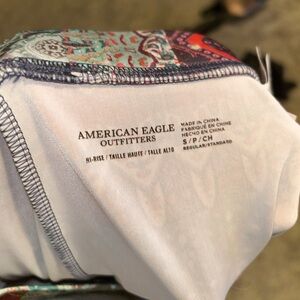 AMERICAN EAGLE
OUTFITTERS
HI-RISE / TAILLE HAUTE / TALLE ALTO
MADE IN CHINA
FABRIQUÉ EN CHINE
HECHO EN CHINA
S / P / CH
REGULAR/STANDARD